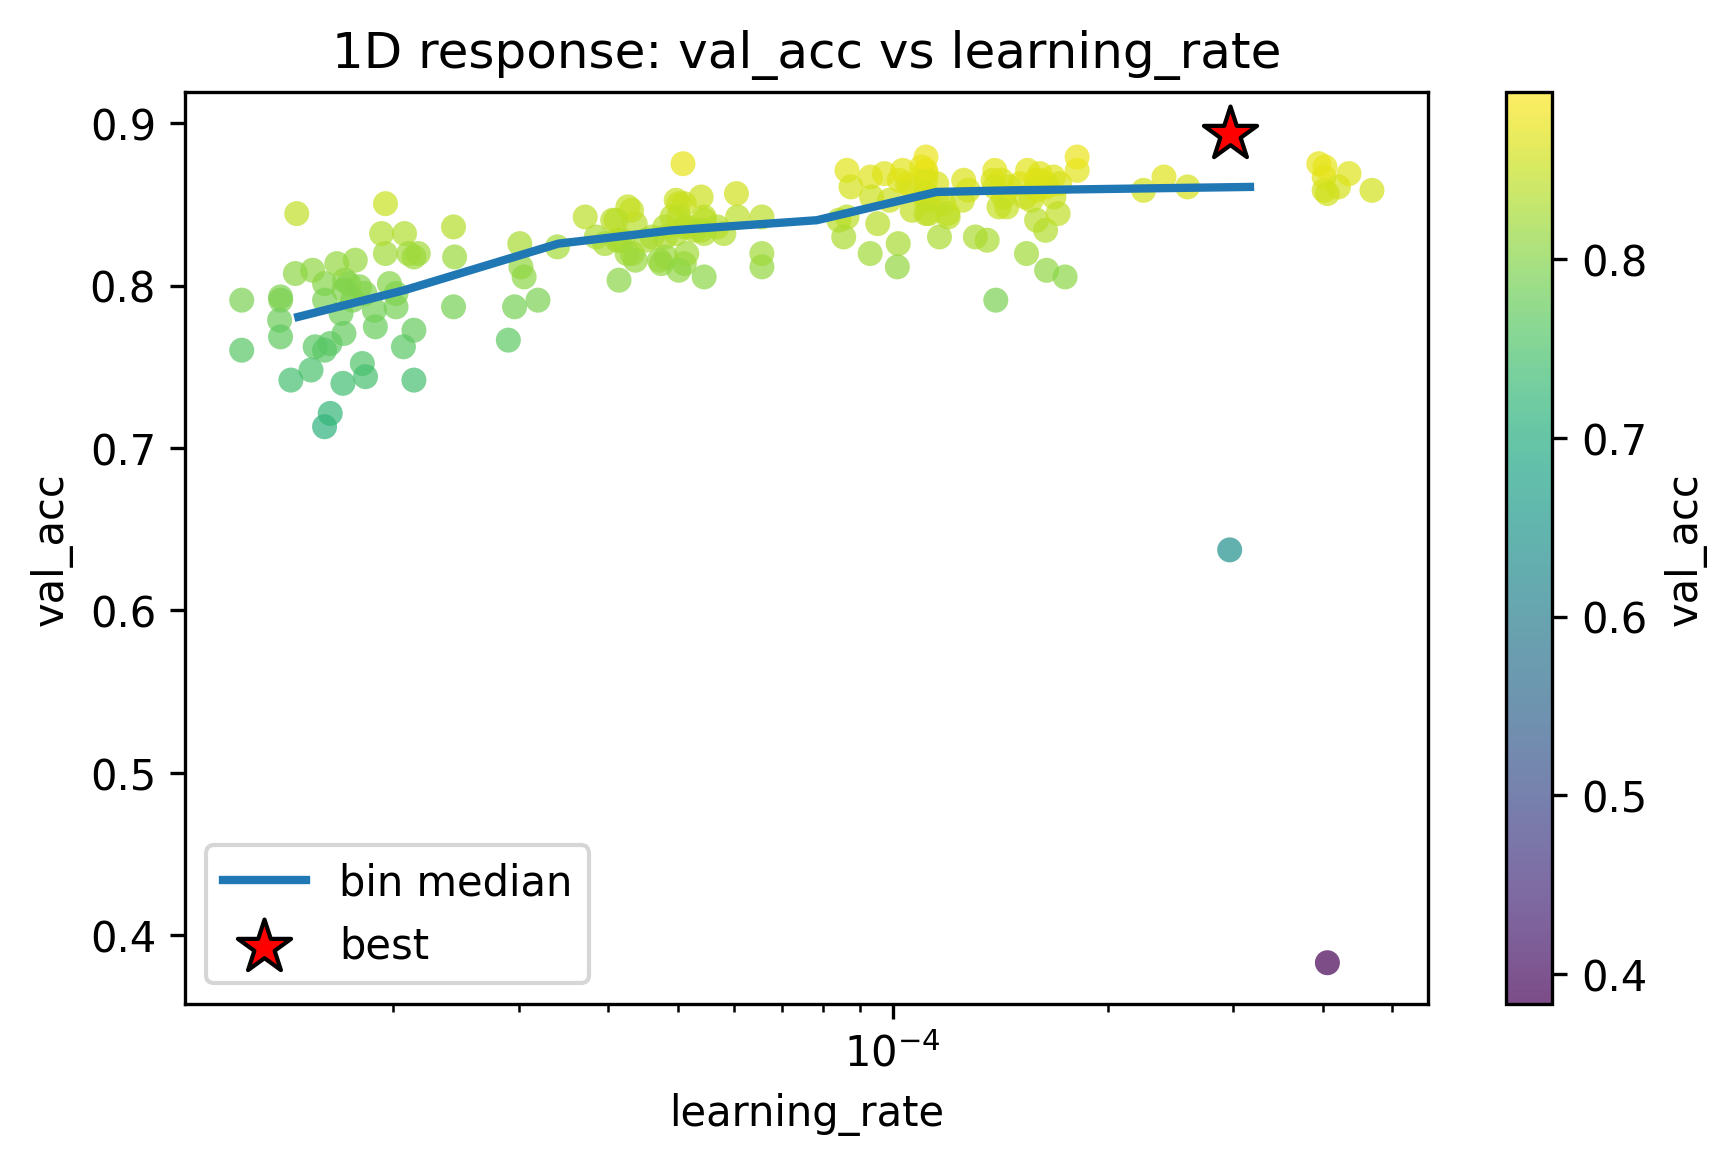 1D response: val_acc vs learning_rate
0.9
0.8
0.7
0.6
0.5
0.4
val_acc
bin median
best
10⁻⁴
learning_rate
0.8
0.7
0.6
0.5
0.4
val_acc